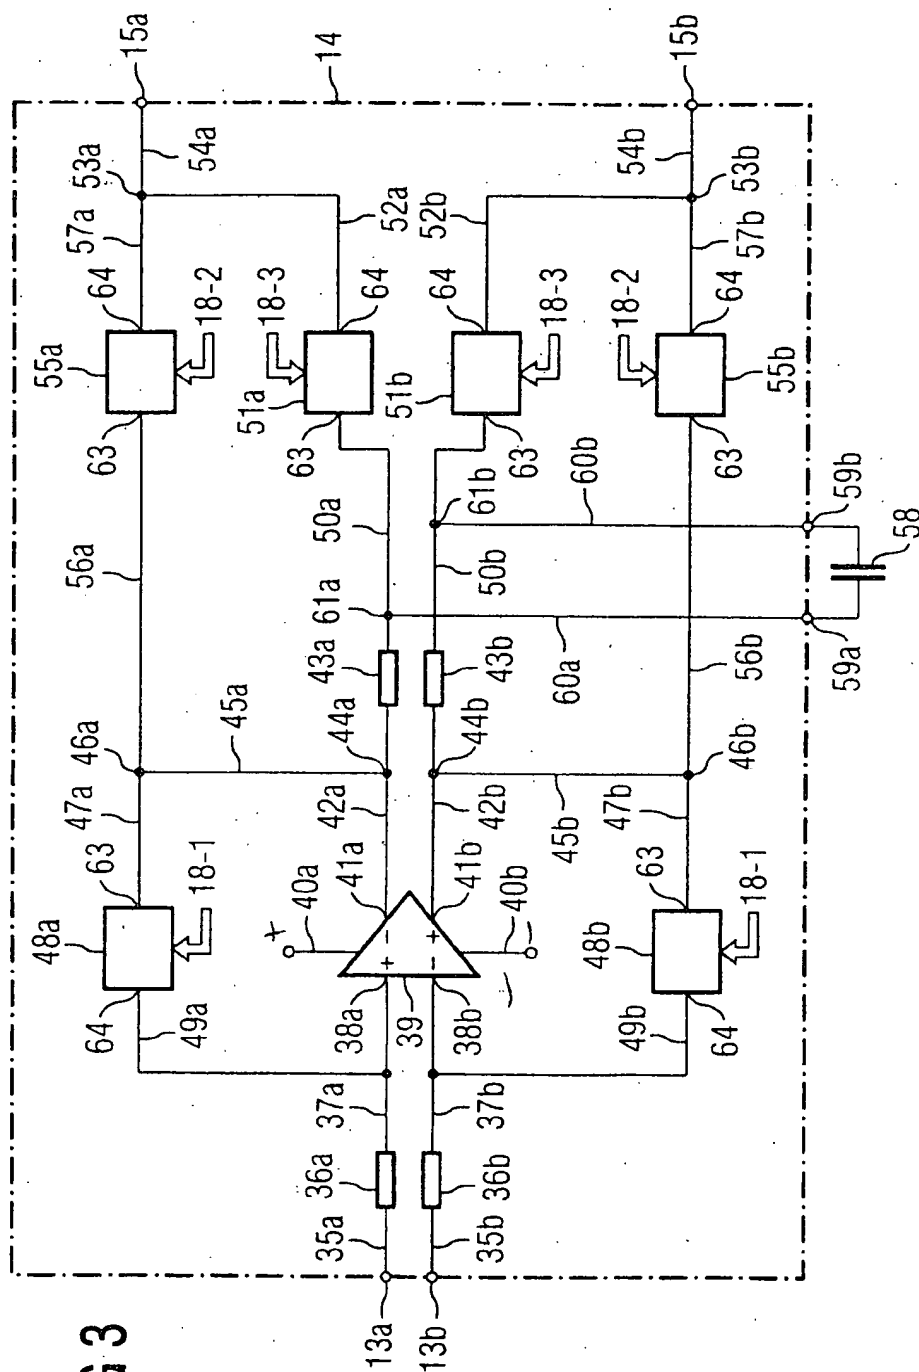 15a
14
15b
53a
54a
54b
53b
57a
52a
52b
57b
64
18-2
18-3
64
64
18-3
18-2
64
55a
51a
51b
55b
63
63
63
63
56a
50a
61b
60b
59b
61a
50b
58
43a
43b
60a
56b
59a
46a
45a
44a
44b
46b
47a
42a
42b
45b
47b
63
18-1
41a
41b
63
18-1
48a
+
40a
- +
+ -
40b
-
48b
64
49a
38a
39
38b
49b
64
37a
37b
36a
36b
35a
35b
13a
13b
G 3